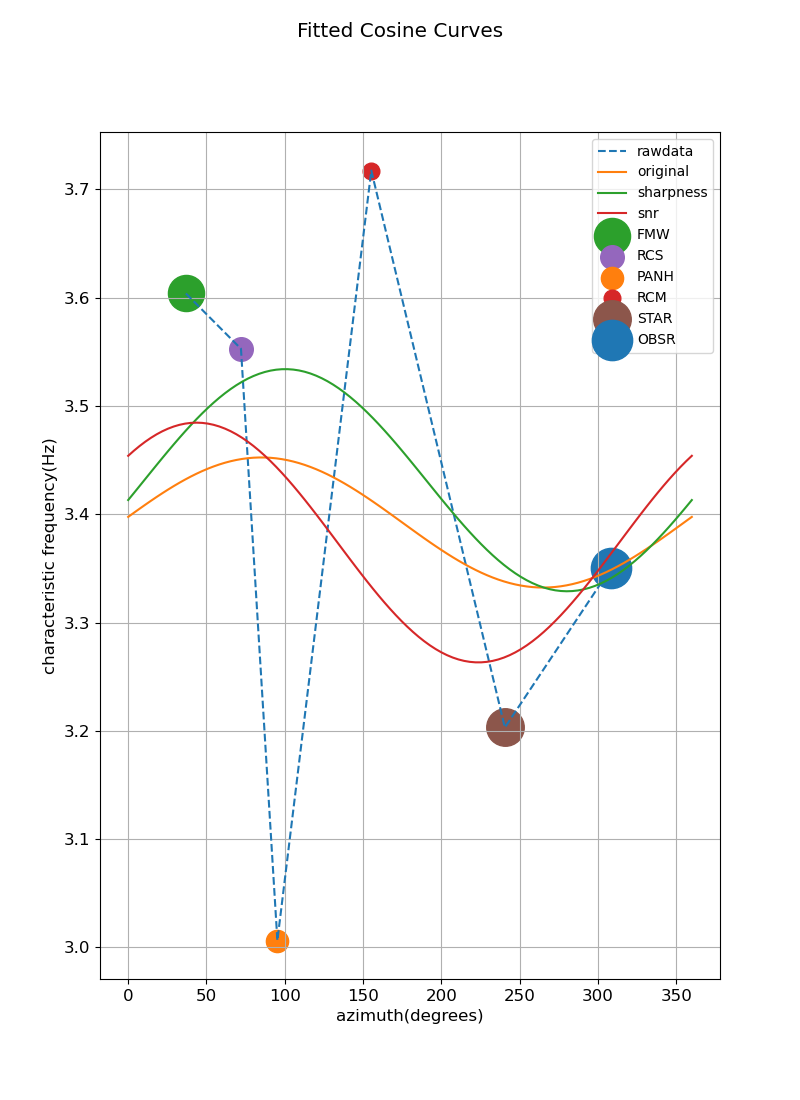 Fitted Cosine Curves
rawdata
original
sharpness
snr
FMW
RCS
PANH
RCM
STAR
OBSR
characteristic frequency(Hz)
3.7
3.6
3.5
3.4
3.3
3.2
3.1
3.0
0 50 100 150 200 250 300 350
azimuth(degrees)